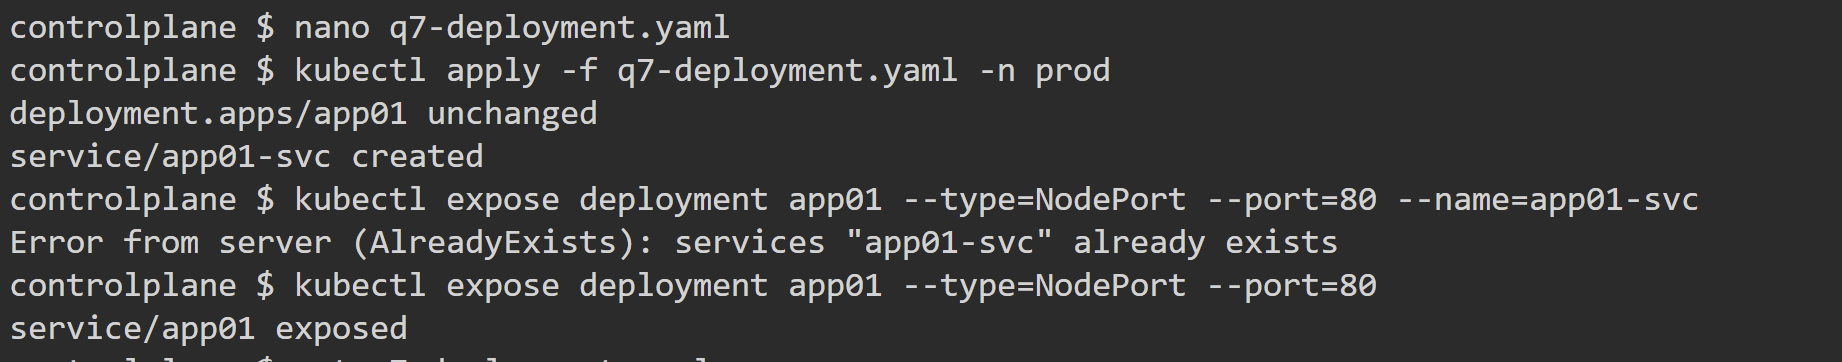 controlplane $ nano q7-deployment.yaml
controlplane $ kubectl apply -f q7-deployment.yaml -n prod
deployment.apps/app01 unchanged
service/app01-svc created
controlplane $ kubectl expose deployment app01 --type=NodePort --port=80 --name=app01-svc
Error from server (AlreadyExists): services "app01-svc" already exists
controlplane $ kubectl expose deployment app01 --type=NodePort --port=80
service/app01 exposed